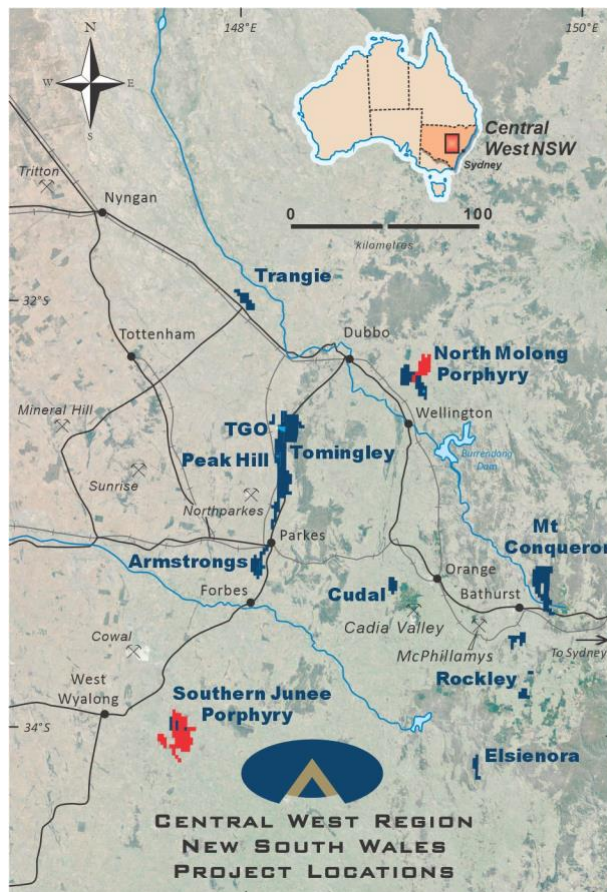 148°E
150°E
N
W
E
S
Central
West NSW
Sydney
Tritton
Nyngan
0
100
kilometres
Trangie
32°S
Tottenham
Dubbo
North Molong
Porphyry
Mineral Hill
TGO
Tomingley
Wellington
Peak Hill
Burrendong
Dam
Sunrise
Northparkes
Mt
Conqueror
Parkes
Armstrongs
Orange
Cudal
Bathurst
Forbes
Cadia Valley
McPhillamys
To Sydney
Cowal
West
Wyalong
Rockley
Southern Junee
Porphyry
34°S
Elsienora
Central West Region
New South Wales
Project Locations